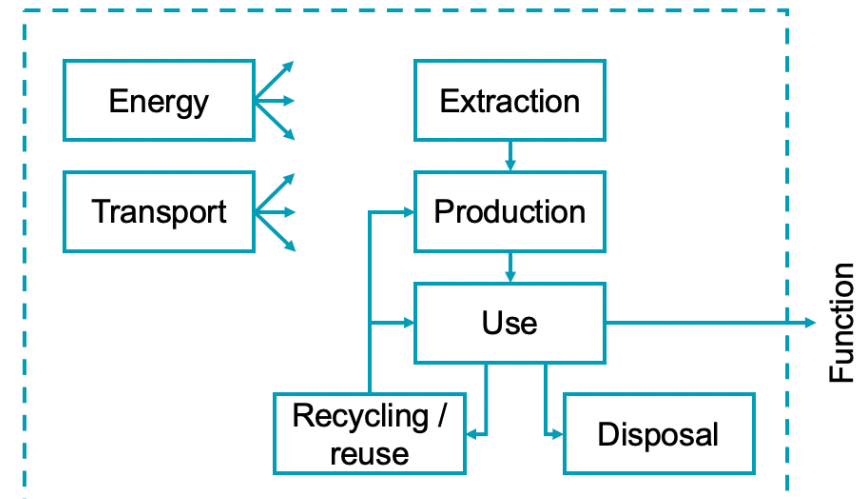 Energy
Extraction
Transport
Production
Use
Function
Recycling /
reuse
Disposal